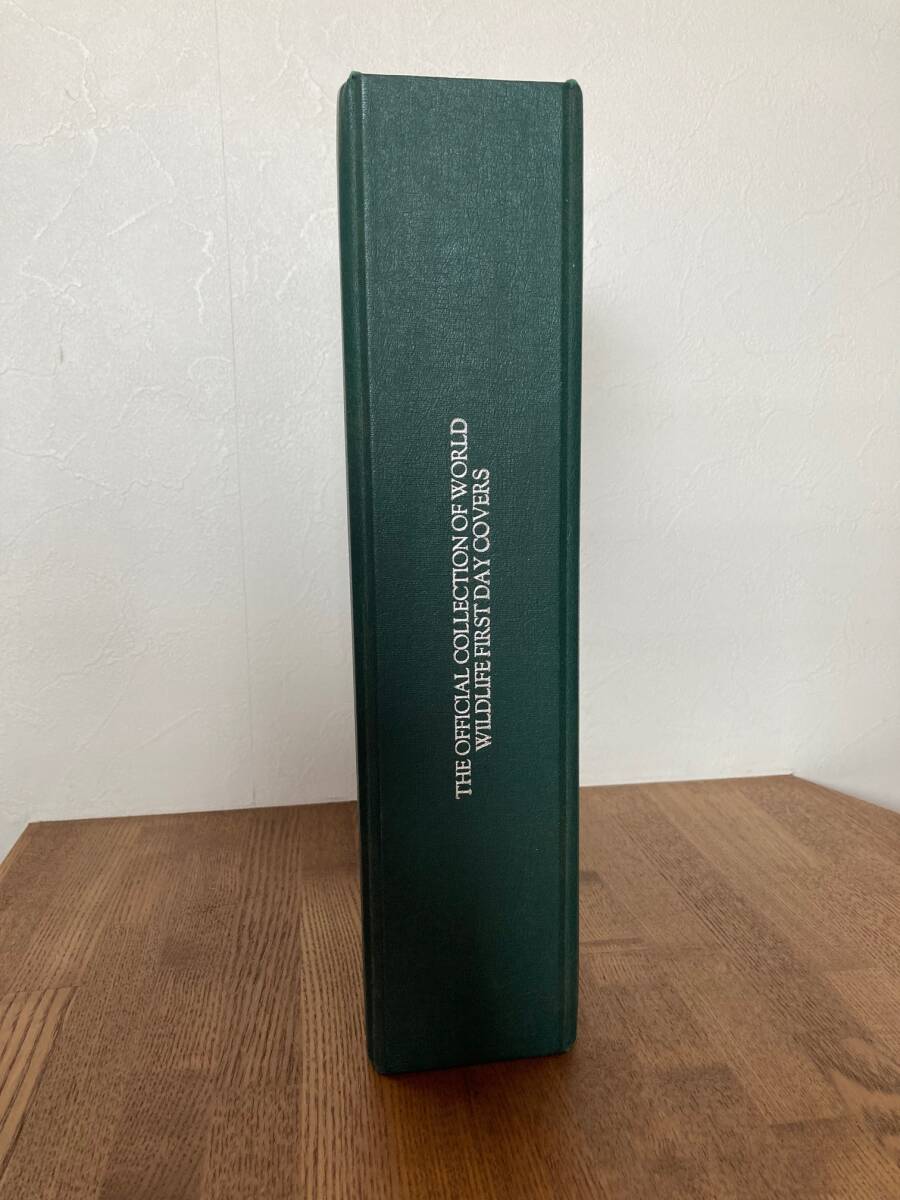 THE OFFICIAL COLLECTION OF WORLD
WILDLIFE FIRST DAY COVERS